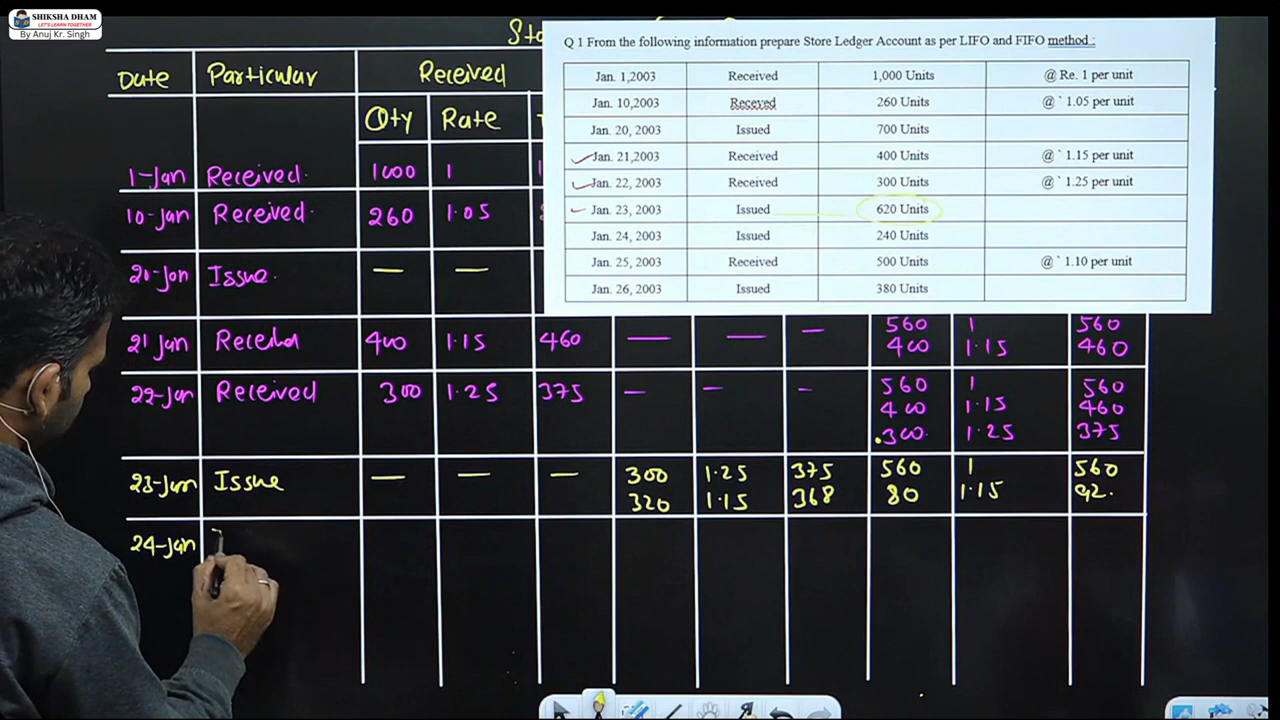 SHIKSHA DHAM
LET'S LEARN TOGETHER
By Anuj Kr. Singh
Sto
Q 1 From the following information prepare Store Ledger Account as per LIFO and FIFO method :
Jan. 1,2003 Received 1,000 Units @ Re. 1 per unit
Jan. 10,2003 Receved 260 Units @ ` 1.05 per unit
Jan. 20, 2003 Issued 700 Units
Jan. 21,2003 Received 400 Units @ ` 1.15 per unit
Jan. 22, 2003 Received 300 Units @ ` 1.25 per unit
Jan. 23, 2003 Issued 620 Units
Jan. 24, 2003 Issued 240 Units
Jan. 25, 2003 Received 500 Units @ ` 1.10 per unit
Jan. 26, 2003 Issued 380 Units
Date Particular Received
Qty Rate
1-Jan Received. 1000 1
10-Jan Received. 260 1.05
20-Jan Issue. — —
560 1 560
21 Jan Received 400 1.15 460 — — — 400 1.15 460
560 1 560
22-Jan Received 300 1.25 375 — — — 400 1.15 460
300. 1.25 375
23-Jan Issue — — — 300 1.25 375 560 1 560
320 1.15 368 80 1.15 92.
24-Jan